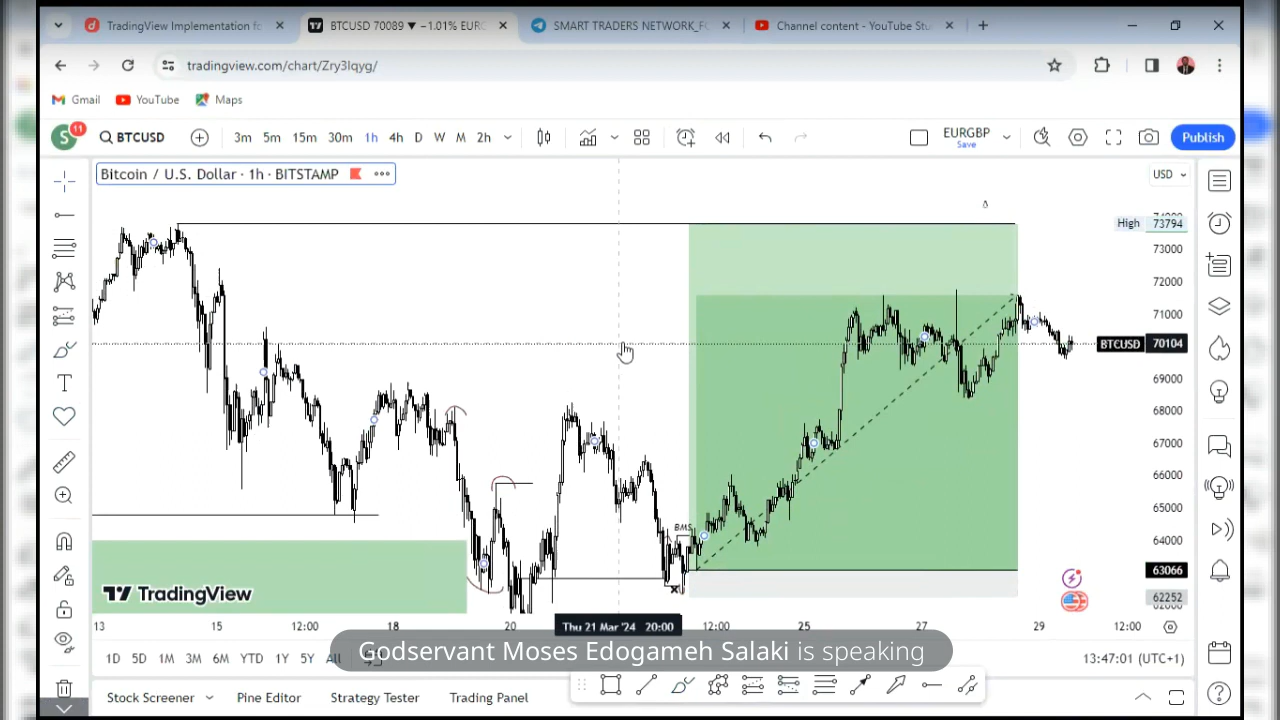 TradingView Implementation fo
BTCUSD 70089 ▼ −1.01% EURG
SMART TRADERS NETWORK_FO
Channel content - YouTube Stu
tradingview.com/chart/Zry3lqyg/
Gmail
YouTube
Maps
S
11
BTCUSD
3m 5m 15m 30m 1h 4h D W M 2h
EURGBP
Save
Publish
Bitcoin / U.S. Dollar · 1h · BITSTAMP
USD
High 73794
73000
72000
71000
BTCUSD 70104
69000
68000
67000
66000
65000
64000
63066
62252
BMS
TradingView
13 15 12:00 18 20 Thu 21 Mar '24 20:00 12:00 25 27 29 12:00
Godservant Moses Edogameh Salaki is speaking
1D 5D 1M 3M 6M YTD 1Y 5Y All
13:47:01 (UTC+1)
Stock Screener
Pine Editor
Strategy Tester
Trading Panel